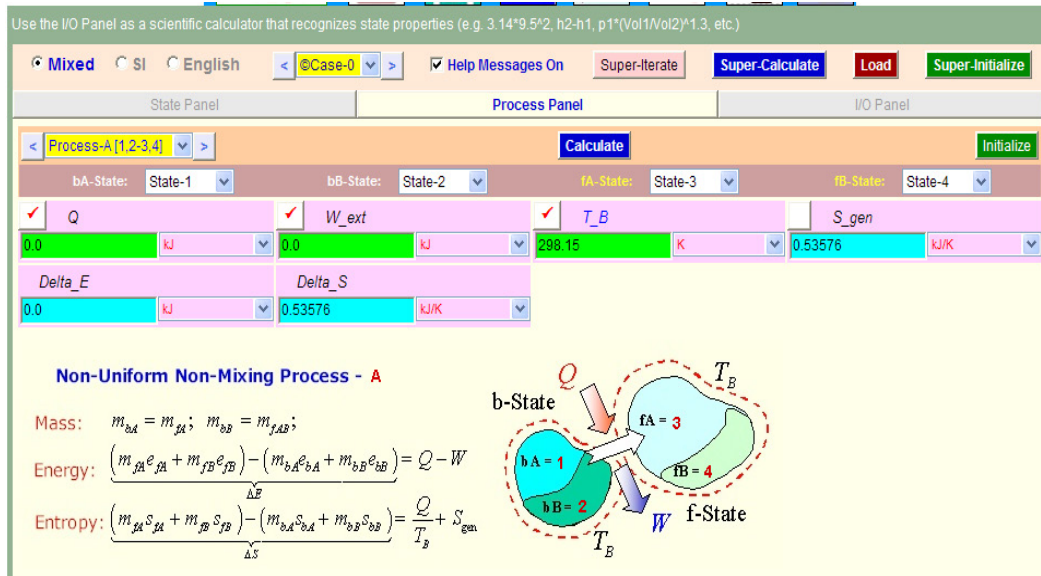 Use the I/O Panel as a scientific calculator that recognizes state properties (e.g. 3.14*9.5^2, h2-h1, p1*(Vol1/Vol2)^1.3, etc.)
Mixed SI English < ©Case-0 > Help Messages On Super-Iterate Super-Calculate Load Super-Initialize
State Panel Process Panel I/O Panel
< Process-A [1,2-3,4] > Calculate Initialize
bA-State: State-1 bB-State: State-2 fA-State: State-3 fB-State: State-4
Q W_ext T_B S_gen
0.0 kJ 0.0 kJ 298.15 K 0.53576 kJ/K
Delta_E Delta_S
0.0 kJ 0.53576 kJ/K
Non-Uniform Non-Mixing Process - A
Mass: m_bA = m_fA; m_bB = m_fAB;
Energy: (m_fA e_fA + m_fB e_fB) − (m_bA e_bA + m_bB e_bB) = Q − W
ΔE
Entropy: (m_fA s_fA + m_fB s_fB) − (m_bA s_bA + m_bB s_bB) = Q/T_B + S_gen
ΔS
Q
T_B
b-State
fA = 3
bA = 1
fB = 4
bB = 2
W
f-State
T_B